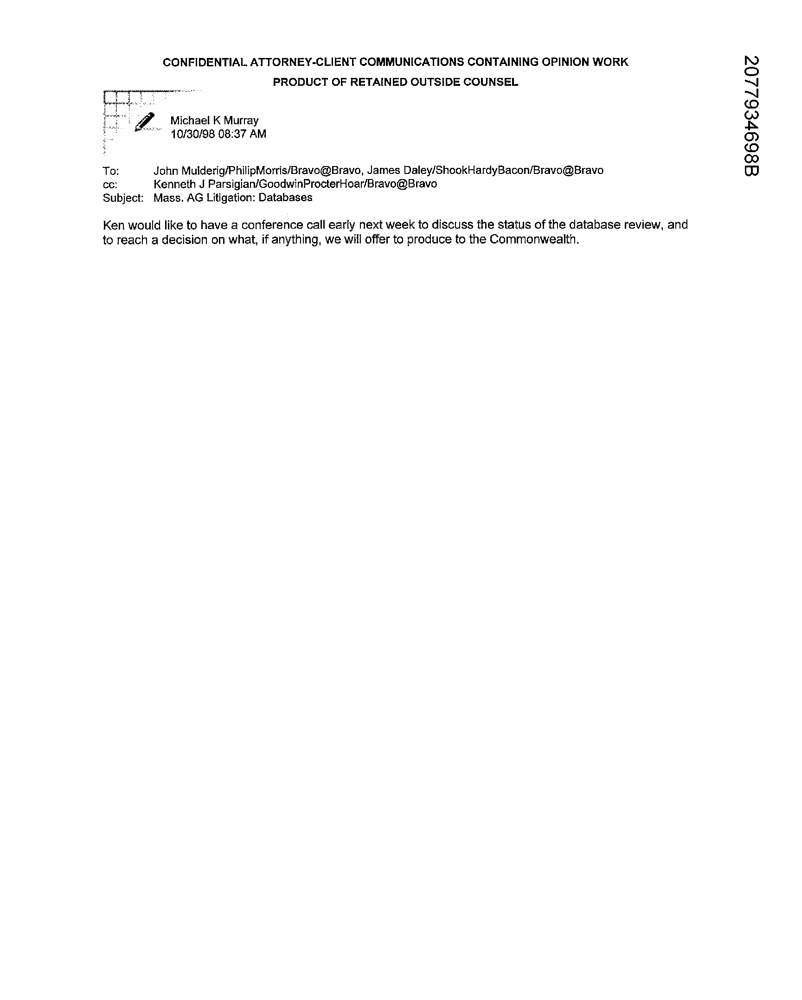 CONFIDENTIAL ATTORNEY-CLIENT COMMUNICATIONS CONTAINING OPINION WORK
PRODUCT OF RETAINED OUTSIDE COUNSEL
Michael K Murray
10/30/98 08:37 AM
To: John Mulderig/PhilipMorris/Bravo@Bravo, James Daley/ShookHardyBacon/Bravo@Bravo
cc: Kenneth J Parsigian/GoodwinProcterHoar/Bravo@Bravo
Subject: Mass. AG Litigation: Databases
Ken would like to have a conference call early next week to discuss the status of the database review, and
to reach a decision on what, if anything, we will offer to produce to the Commonwealth.
2077934698B